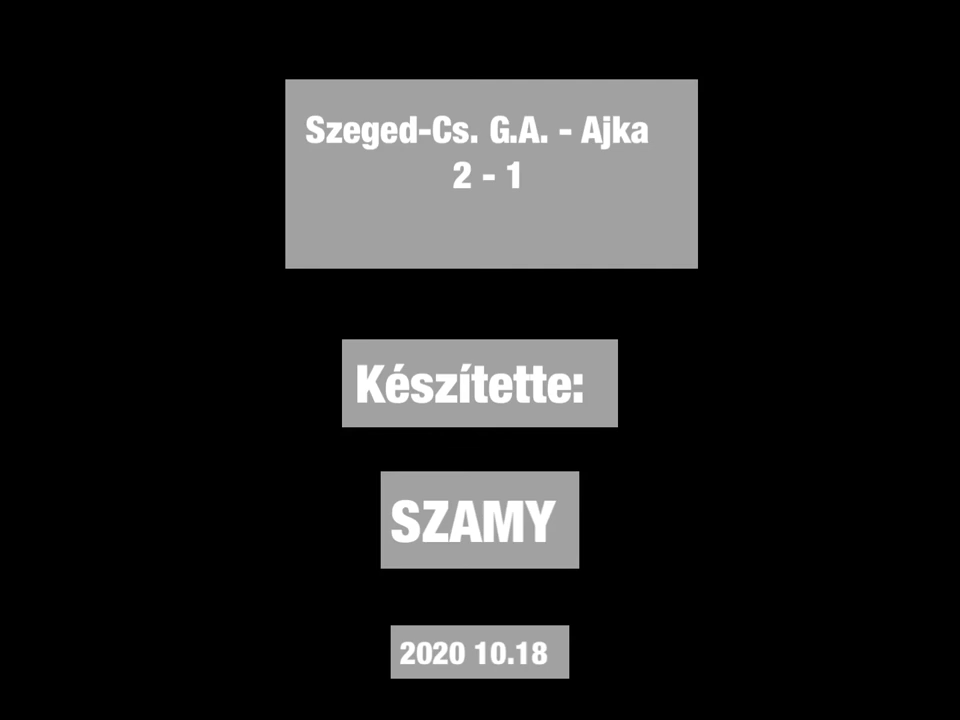 Szeged-Cs. G.A. - Ajka
2 - 1
Készítette:
SZAMY
2020 10.18